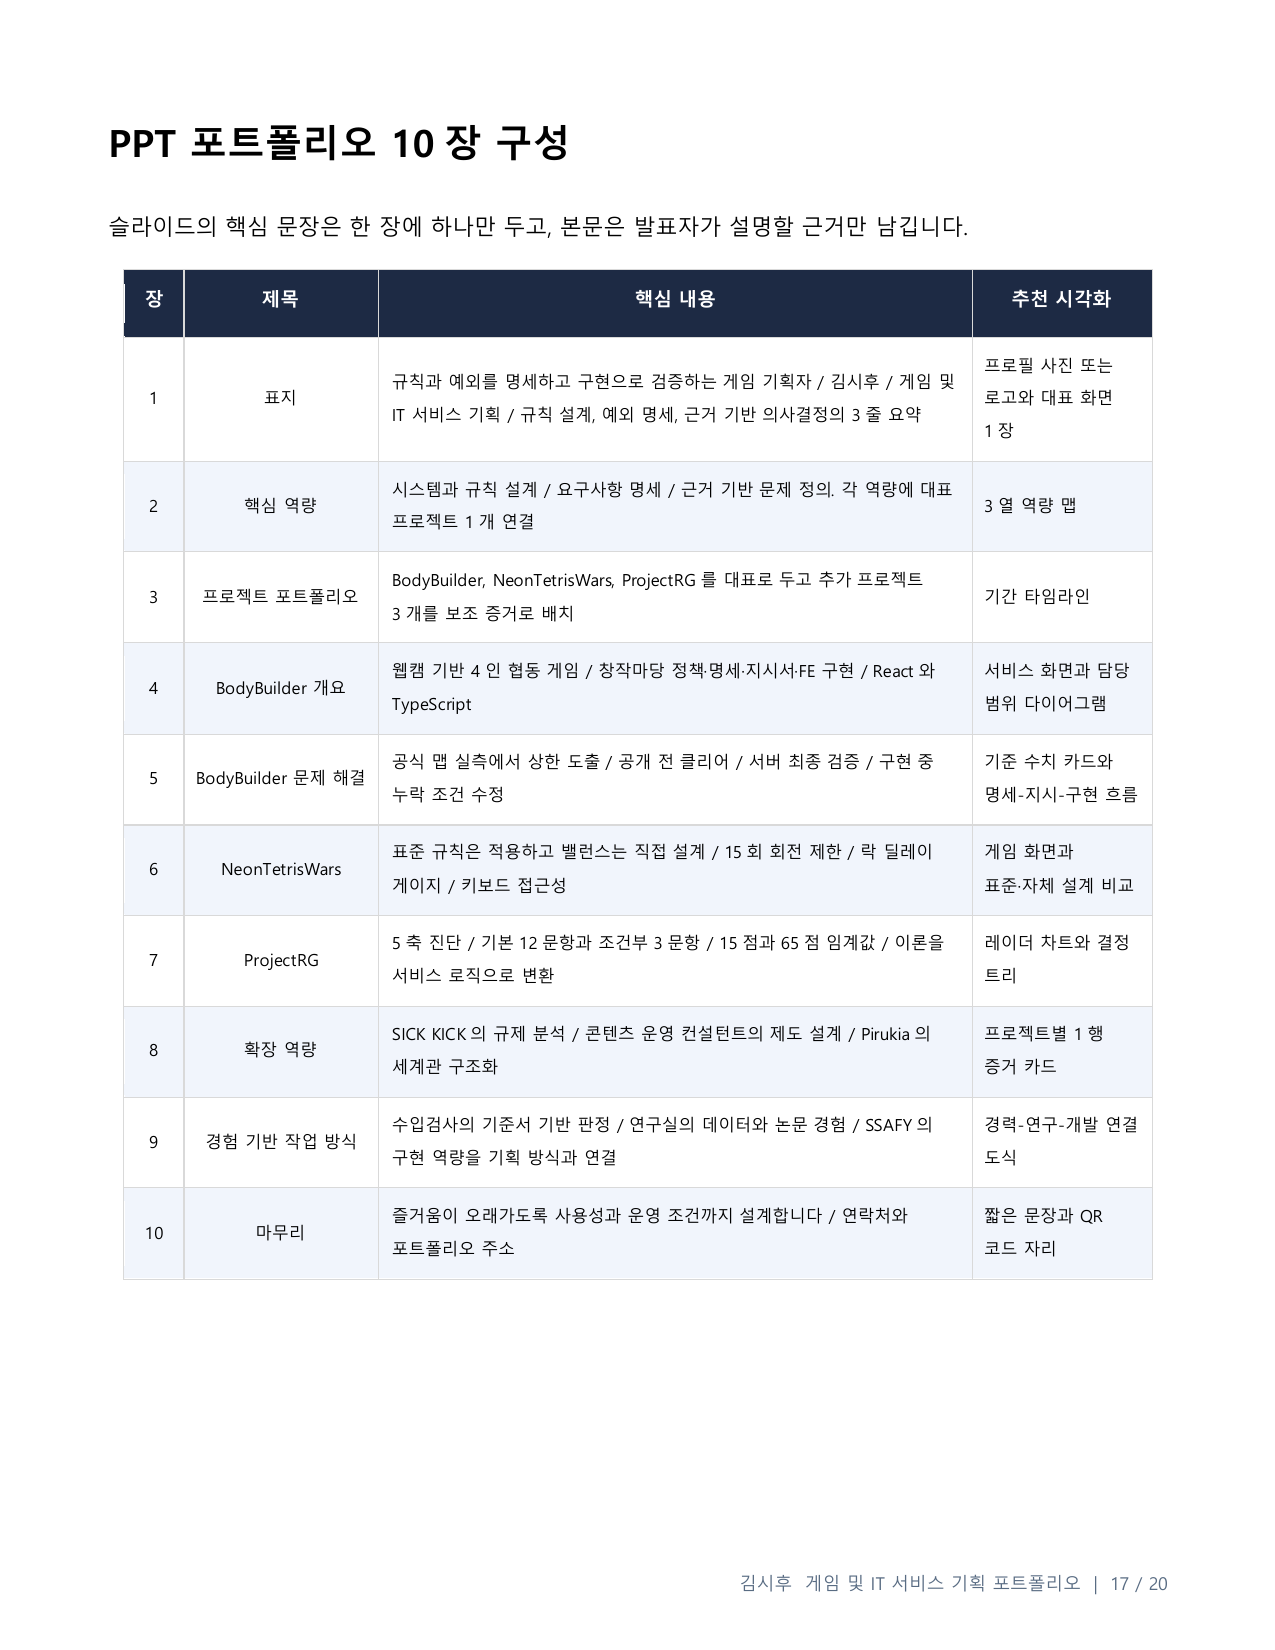 PPT 포트폴리오 10 장 구성
슬라이드의 핵심 문장은 한 장에 하나만 두고, 본문은 발표자가 설명할 근거만 남깁니다.
장 제목 핵심 내용 추천 시각화
1 표지
규칙과 예외를 명세하고 구현으로 검증하는 게임 기획자 / 김시후 / 게임 및
IT 서비스 기획 / 규칙 설계, 예외 명세, 근거 기반 의사결정의 3 줄 요약
프로필 사진 또는
로고와 대표 화면
1 장
2 핵심 역량
시스템과 규칙 설계 / 요구사항 명세 / 근거 기반 문제 정의. 각 역량에 대표
프로젝트 1 개 연결
3 열 역량 맵
3 프로젝트 포트폴리오
BodyBuilder, NeonTetrisWars, ProjectRG 를 대표로 두고 추가 프로젝트
3 개를 보조 증거로 배치
기간 타임라인
4 BodyBuilder 개요
웹캠 기반 4 인 협동 게임 / 창작마당 정책·명세·지시서·FE 구현 / React 와
TypeScript
서비스 화면과 담당
범위 다이어그램
5 BodyBuilder 문제 해결
공식 맵 실측에서 상한 도출 / 공개 전 클리어 / 서버 최종 검증 / 구현 중
누락 조건 수정
기준 수치 카드와
명세-지시-구현 흐름
6 NeonTetrisWars
표준 규칙은 적용하고 밸런스는 직접 설계 / 15 회 회전 제한 / 락 딜레이
게이지 / 키보드 접근성
게임 화면과
표준·자체 설계 비교
7 ProjectRG
5 축 진단 / 기본 12 문항과 조건부 3 문항 / 15 점과 65 점 임계값 / 이론을
서비스 로직으로 변환
레이더 차트와 결정
트리
8 확장 역량
SICK KICK 의 규제 분석 / 콘텐츠 운영 컨설턴트의 제도 설계 / Pirukia 의
세계관 구조화
프로젝트별 1 행
증거 카드
9 경험 기반 작업 방식
수입검사의 기준서 기반 판정 / 연구실의 데이터와 논문 경험 / SSAFY 의
구현 역량을 기획 방식과 연결
경력-연구-개발 연결
도식
10 마무리
즐거움이 오래가도록 사용성과 운영 조건까지 설계합니다 / 연락처와
포트폴리오 주소
짧은 문장과 QR
코드 자리
김시후 게임 및 IT 서비스 기획 포트폴리오 | 17 / 20